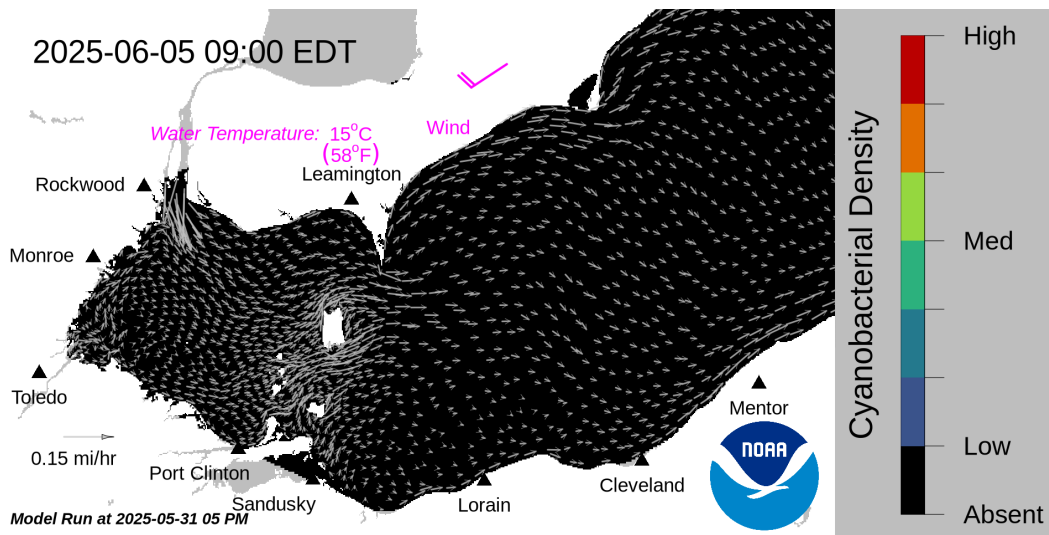 2025-06-05 09:00 EDT
Water Temperature: 15°C
(58°F)
Wind
Leamington
Rockwood
Monroe
Toledo
0.15 mi/hr
Port Clinton
Sandusky
Lorain
Cleveland
Mentor
NOAA
Model Run at 2025-05-31 05 PM
Cyanobacterial Density
High
Med
Low
Absent